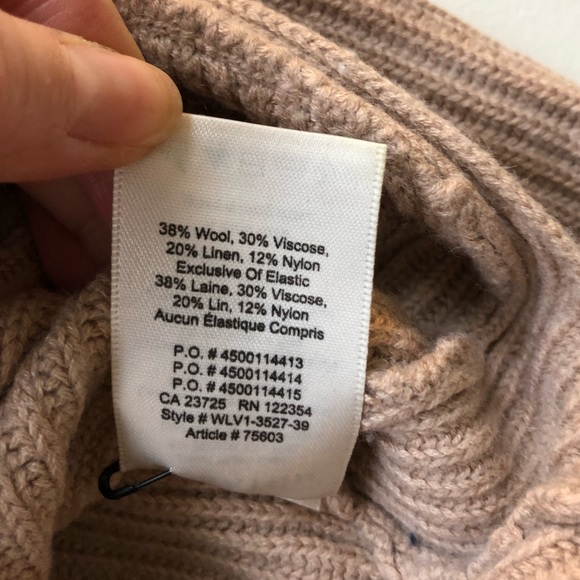 38% Wool, 30% Viscose,
20% Linen, 12% Nylon
Exclusive Of Elastic
38% Laine, 30% Viscose,
20% Lin, 12% Nylon
Aucun Élastique Compris
P.O. # 4500114413
P.O. # 4500114414
P.O. # 4500114415
CA 23725 RN 122354
Style # WLV1-3527-39
Article # 75603